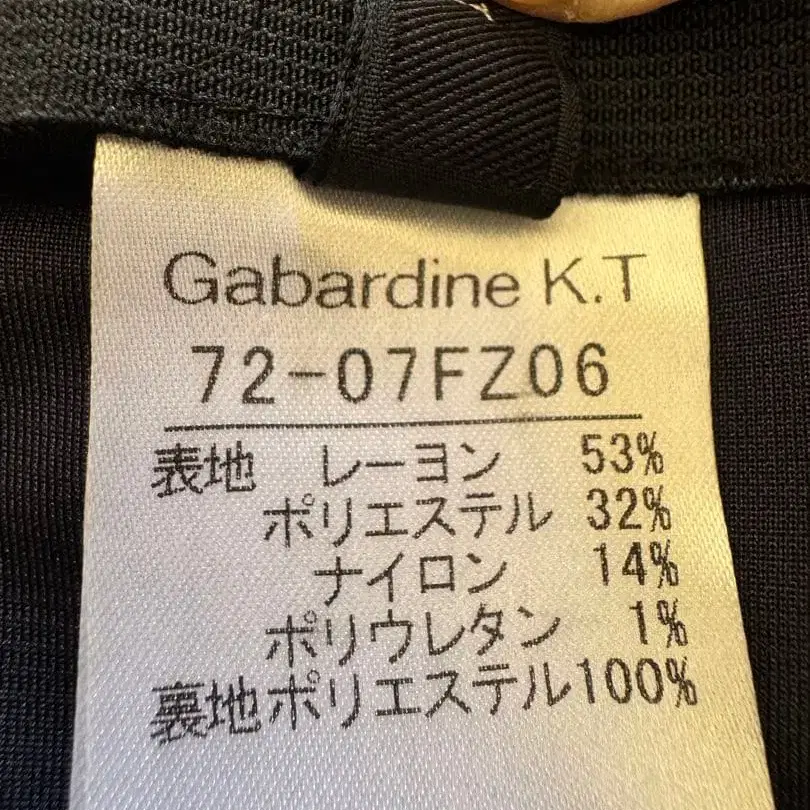 Gabardine K.T
72-07FZ06
表地 レーヨン 53%
ポリエステル 32%
ナイロン 14%
ポリウレタン 1%
裏地ポリエステル100%